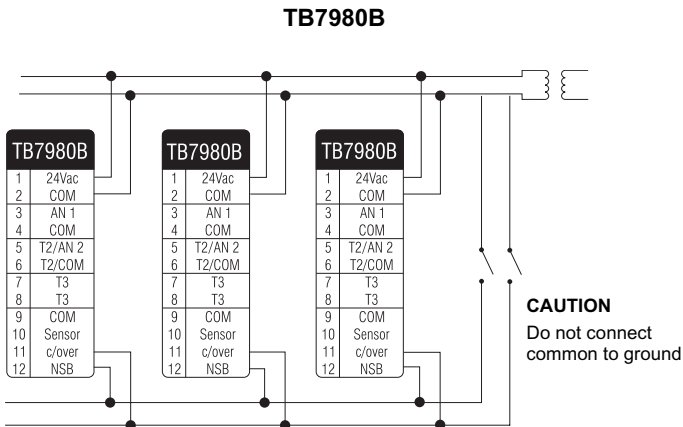 TB7980B
TB7980B
1 24Vac
2 COM
3 AN 1
4 COM
5 T2/AN 2
6 T2/COM
7 T3
8 T3
9 COM
10 Sensor
11 c/over
12 NSB
TB7980B
1 24Vac
2 COM
3 AN 1
4 COM
5 T2/AN 2
6 T2/COM
7 T3
8 T3
9 COM
10 Sensor
11 c/over
12 NSB
TB7980B
1 24Vac
2 COM
3 AN 1
4 COM
5 T2/AN 2
6 T2/COM
7 T3
8 T3
9 COM
10 Sensor
11 c/over
12 NSB
CAUTION
Do not connect
common to ground